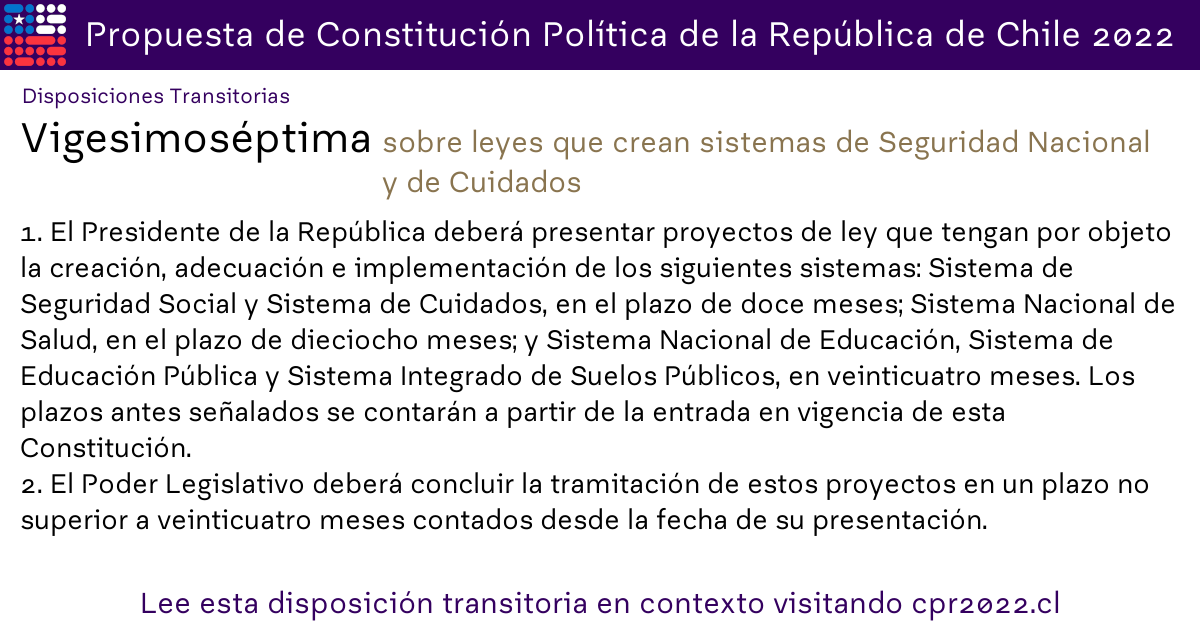 Propuesta de Constitución Política de la República de Chile 2022
Disposiciones Transitorias
Vigesimoséptima sobre leyes que crean sistemas de Seguridad Nacional
y de Cuidados
1. El Presidente de la República deberá presentar proyectos de ley que tengan por objeto
la creación, adecuación e implementación de los siguientes sistemas: Sistema de
Seguridad Social y Sistema de Cuidados, en el plazo de doce meses; Sistema Nacional de
Salud, en el plazo de dieciocho meses; y Sistema Nacional de Educación, Sistema de
Educación Pública y Sistema Integrado de Suelos Públicos, en veinticuatro meses. Los
plazos antes señalados se contarán a partir de la entrada en vigencia de esta
Constitución.
2. El Poder Legislativo deberá concluir la tramitación de estos proyectos en un plazo no
superior a veinticuatro meses contados desde la fecha de su presentación.
Lee esta disposición transitoria en contexto visitando cpr2022.cl